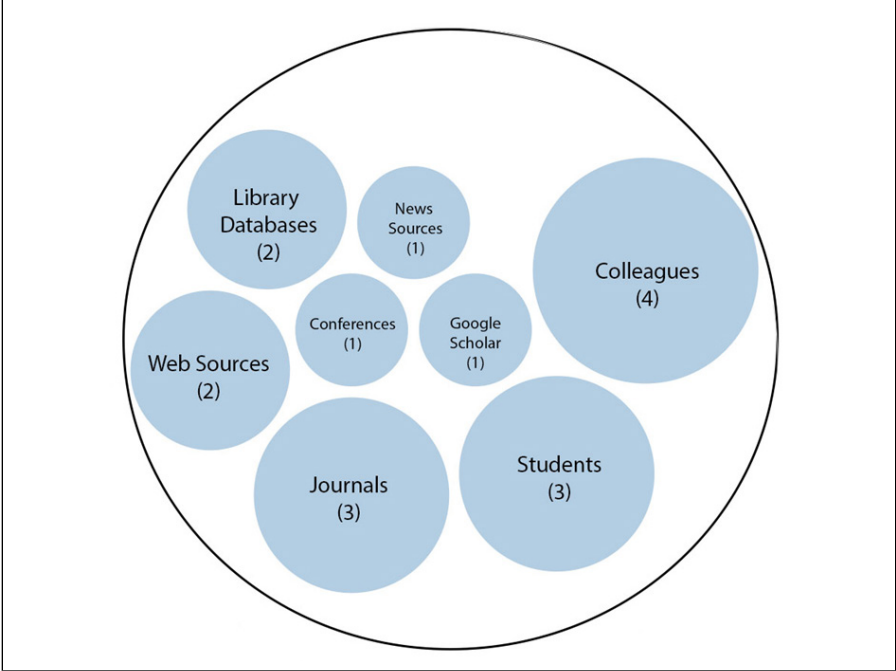 Library
Databases
(2)
News
Sources
(1)
Colleagues
(4)
Conferences
(1)
Google
Scholar
(1)
Web Sources
(2)
Journals
(3)
Students
(3)